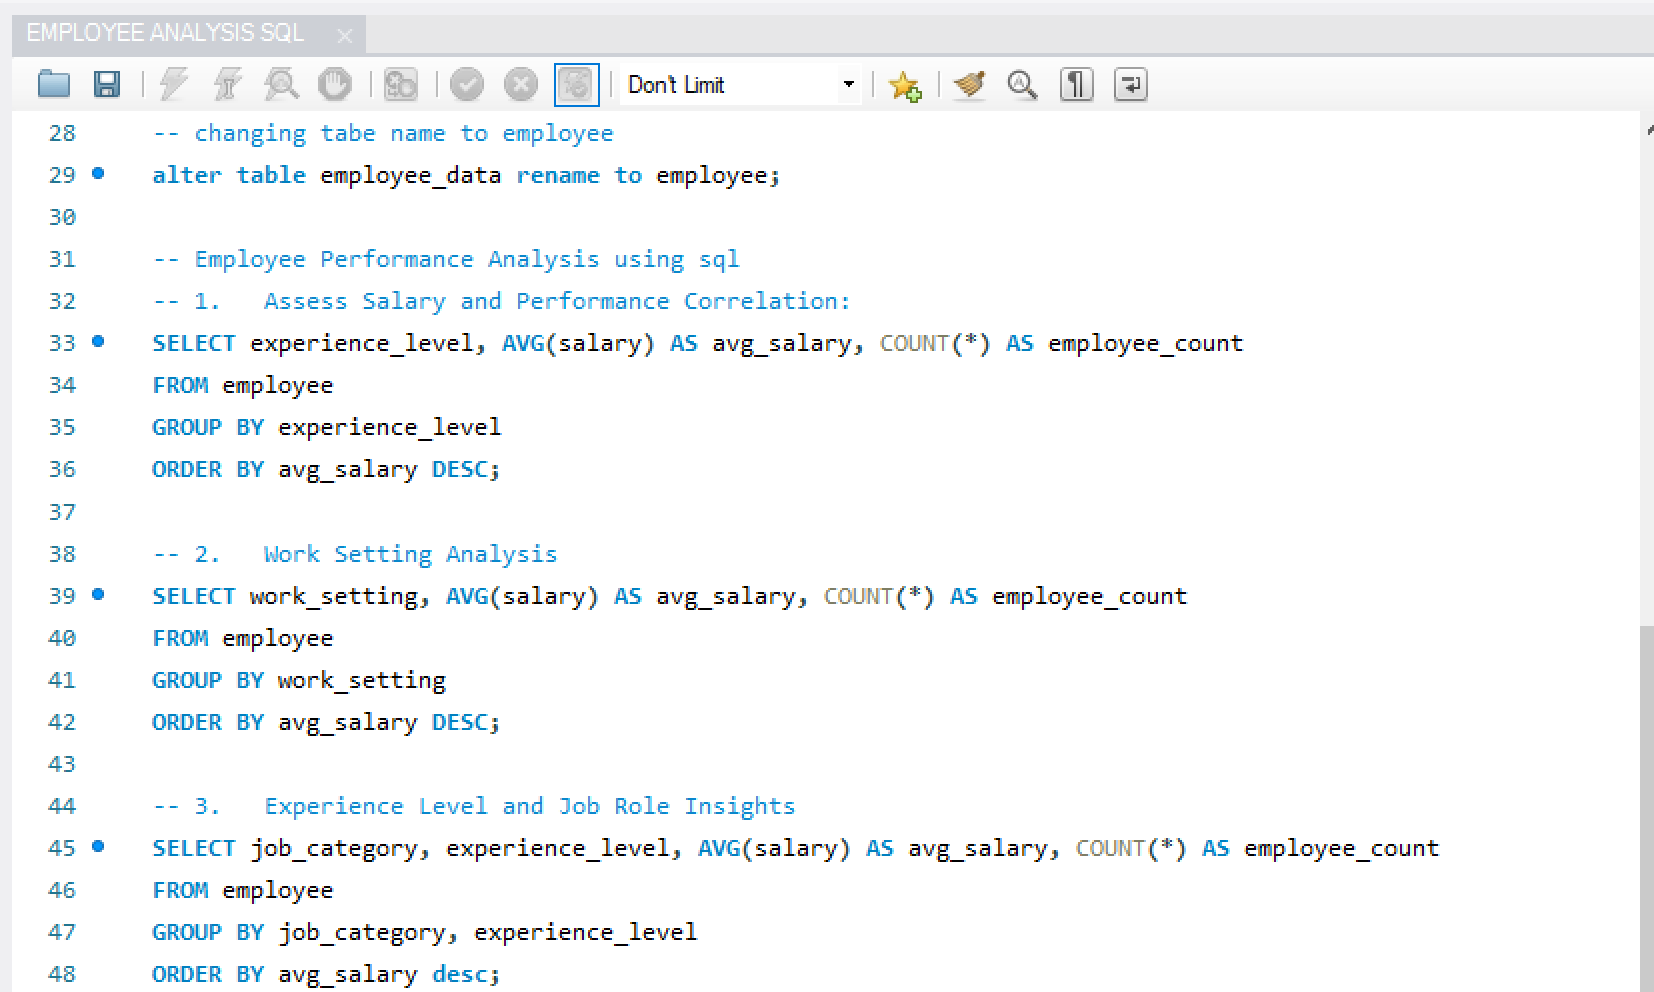 EMPLOYEE ANALYSIS SQL
Don't Limit
28 -- changing tabe name to employee
29 alter table employee_data rename to employee;
30
31 -- Employee Performance Analysis using sql
32 -- 1.   Assess Salary and Performance Correlation:
33 SELECT experience_level, AVG(salary) AS avg_salary, COUNT(*) AS employee_count
34 FROM employee
35 GROUP BY experience_level
36 ORDER BY avg_salary DESC;
37
38 -- 2.   Work Setting Analysis
39 SELECT work_setting, AVG(salary) AS avg_salary, COUNT(*) AS employee_count
40 FROM employee
41 GROUP BY work_setting
42 ORDER BY avg_salary DESC;
43
44 -- 3.   Experience Level and Job Role Insights
45 SELECT job_category, experience_level, AVG(salary) AS avg_salary, COUNT(*) AS employee_count
46 FROM employee
47 GROUP BY job_category, experience_level
48 ORDER BY avg_salary desc;